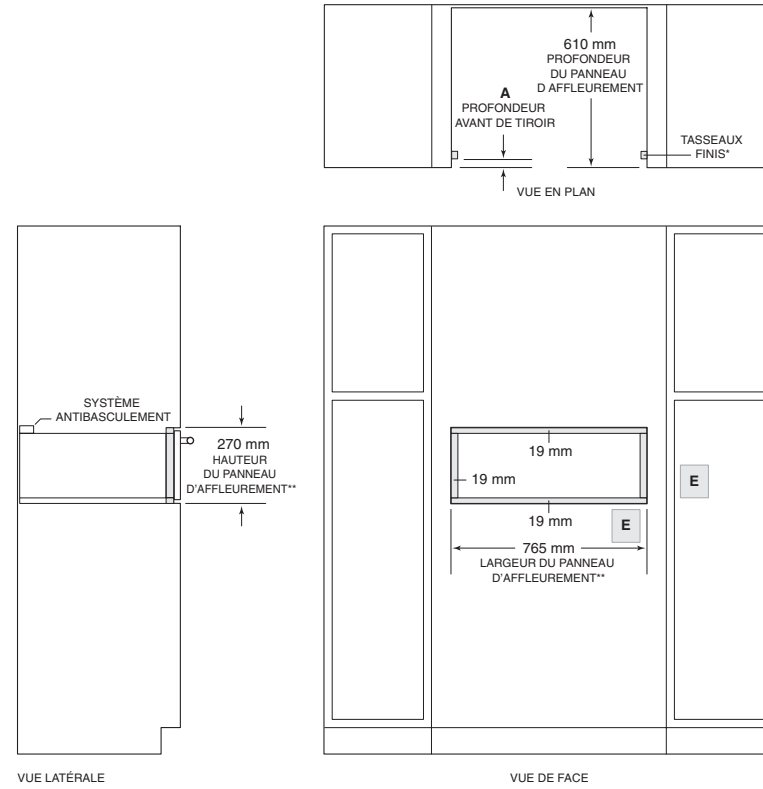 610 mm
PROFONDEUR
DU PANNEAU
D AFFLEUREMENT
A
PROFONDEUR
AVANT DE TIROIR
TASSEAUX
FINIS*
VUE EN PLAN
SYSTÈME
ANTIBASCULEMENT
270 mm
HAUTEUR
DU PANNEAU
D'AFFLEUREMENT**
19 mm
19 mm
19 mm
E
E
765 mm
LARGEUR DU PANNEAU
D'AFFLEUREMENT**
VUE LATÉRALE
VUE DE FACE